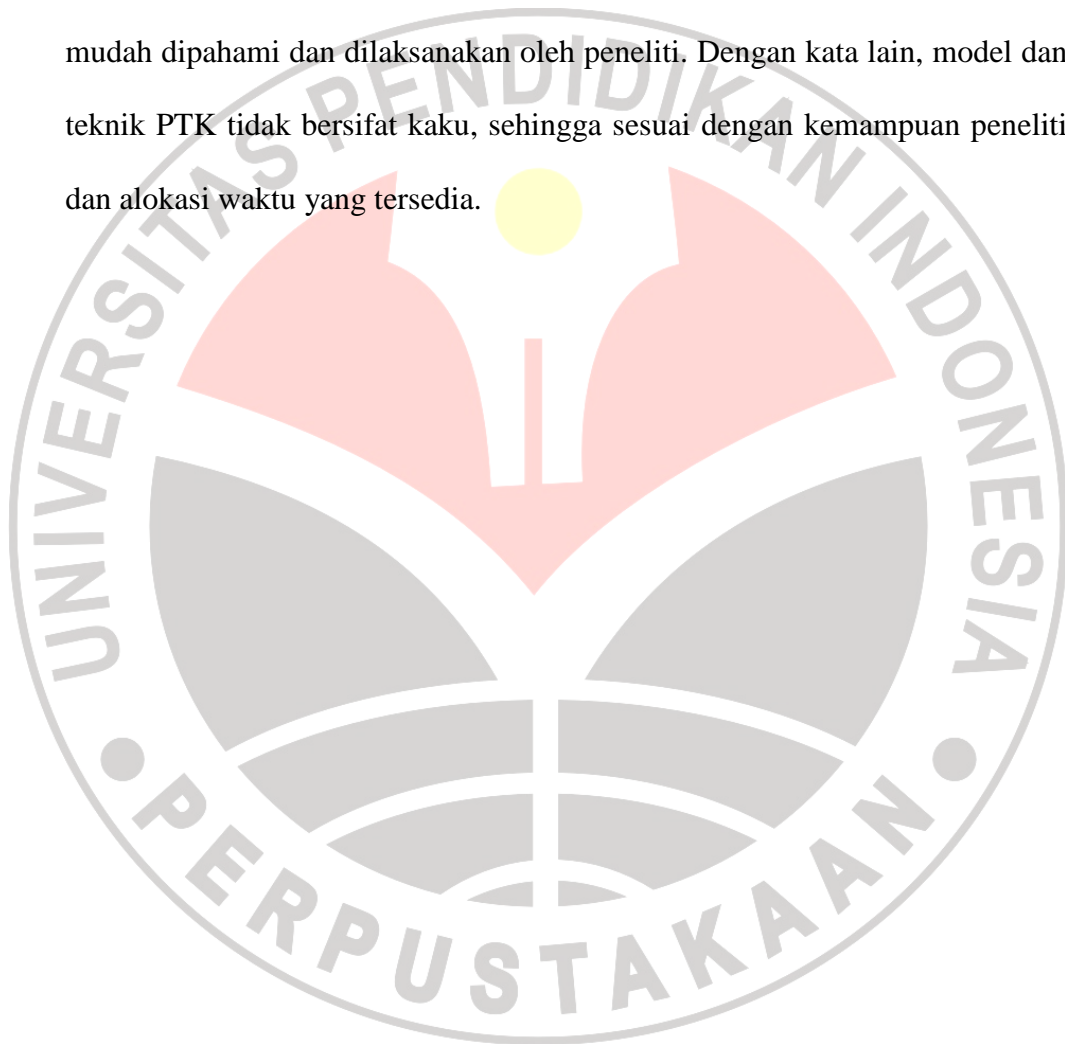 mudah dipahami dan dilaksanakan oleh peneliti. Dengan kata lain, model dan
teknik PTK tidak bersifat kaku, sehingga sesuai dengan kemampuan peneliti
dan alokasi waktu yang tersedia.
UNIVERSITAS PENDIDIKAN INDONESIA
PERPUSTAKAAN